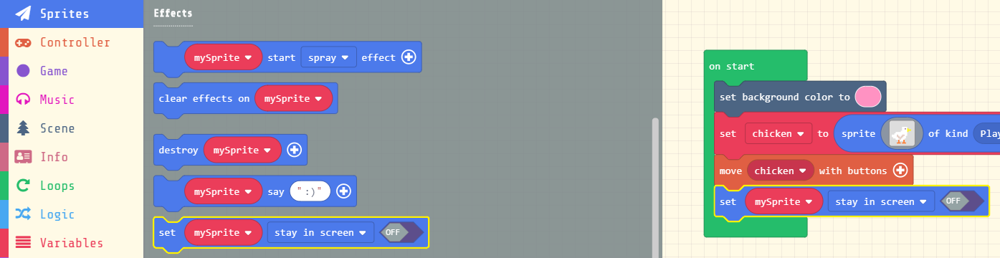 Sprites
Controller
Game
Music
Scene
Info
Loops
Logic
Variables
Effects
mySprite start spray effect
clear effects on mySprite
destroy mySprite
mySprite say ":)"
set mySprite stay in screen OFF
on start
set background color to
set chicken to sprite of kind Play
move chicken with buttons
set mySprite stay in screen OFF